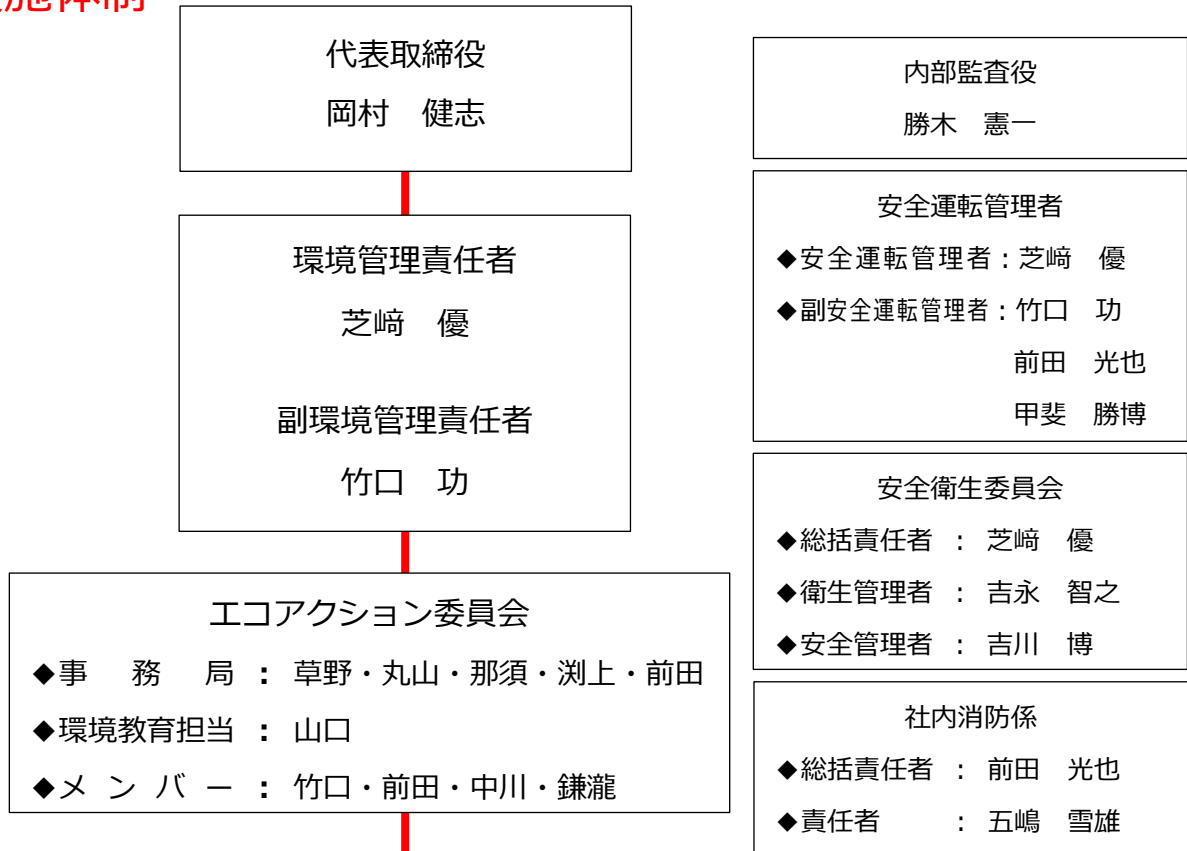 施体制
代表取締役
岡村　健志
環境管理責任者
芝﨑　優
副環境管理責任者
竹口　功
エコアクション委員会
◆事　務　局 : 草野・丸山・那須・渕上・前田
◆環境教育担当 : 山口
◆メ ン バ ー : 竹口・前田・中川・鎌瀧
内部監査役
勝木　憲一
安全運転管理者
◆安全運転管理者：芝﨑　優
◆副安全運転管理者：竹口　功
前田　光也
甲斐　勝博
安全衛生委員会
◆総括責任者 ： 芝﨑　優
◆衛生管理者 ： 吉永　智之
◆安全管理者 ： 吉川　博
社内消防係
◆総括責任者 ： 前田　光也
◆責任者 ： 五嶋　雪雄